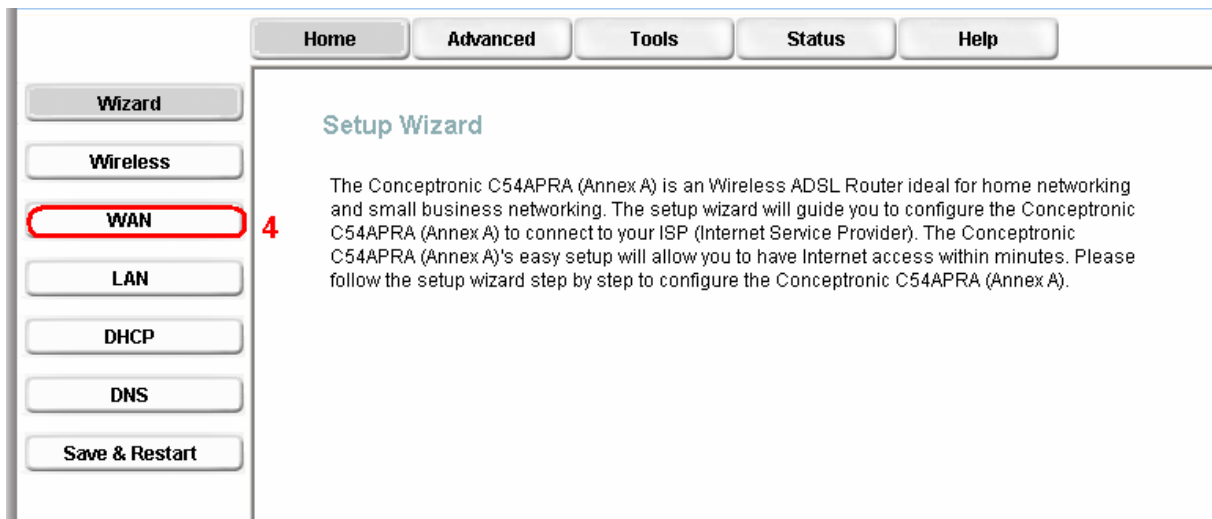 Home
Advanced
Tools
Status
Help
Wizard
Wireless
WAN
4
LAN
DHCP
DNS
Save & Restart
Setup Wizard
The Conceptronic C54APRA (Annex A) is an Wireless ADSL Router ideal for home networking
and small business networking. The setup wizard will guide you to configure the Conceptronic
C54APRA (Annex A) to connect to your ISP (Internet Service Provider). The Conceptronic
C54APRA (Annex A)'s easy setup will allow you to have Internet access within minutes. Please
follow the setup wizard step by step to configure the Conceptronic C54APRA (Annex A).